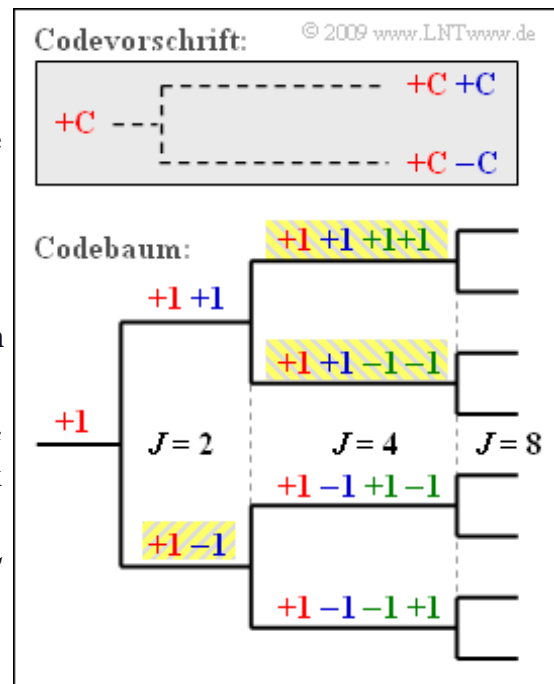 © 2009 www.LNTwww.de
Codevorschrift:
+C +C
+C
+C −C
Codebaum:
+1 +1 +1+1
+1 +1
+1 +1 −1 −1
+1
J = 2 J = 4 J = 8
+1 −1 +1 −1
+1 −1
+1 −1 −1 +1